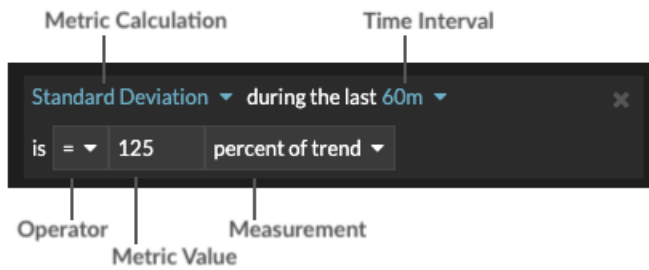 Metric Calculation Time Interval
Standard Deviation during the last 60m
is = 125 percent of trend
Operator Measurement
Metric Value